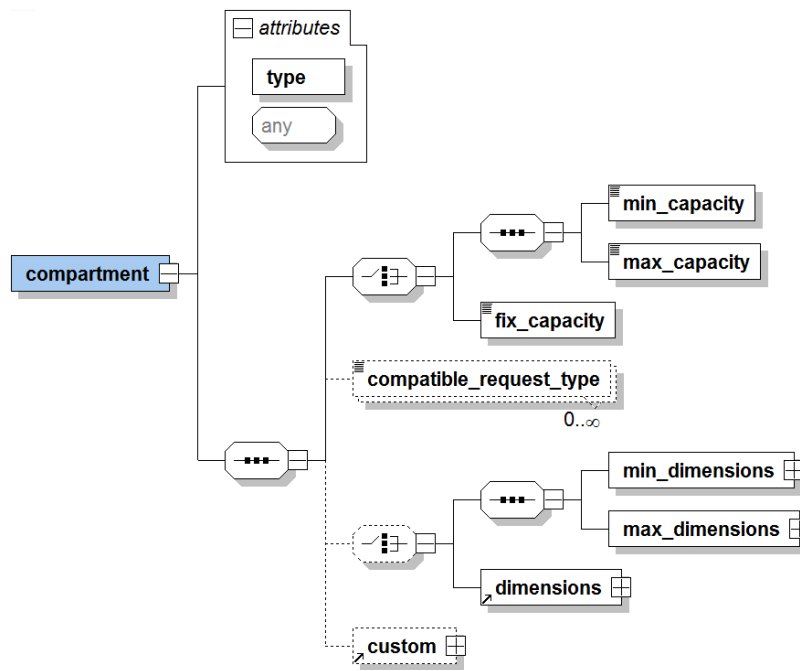 attributes
type
any
min_capacity
compartment
max_capacity
fix_capacity
compatible_request_type
0..∞
min_dimensions
max_dimensions
dimensions
custom